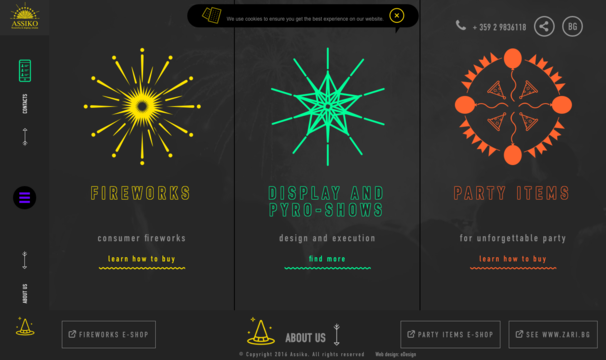 ASSIKO
We use cookies to ensure you get the best experience on our website.
+ 359 2 9836118
BG
CONTACTS
FIREWORKS
DISPLAY AND
PYRO-SHOWS
PARTY ITEMS
consumer fireworks
design and execution
for unforgettable party
learn how to buy
find more
learn how to buy
ABOUT US
FIREWORKS E-SHOP
ABOUT US
PARTY ITEMS E-SHOP
SEE WWW.ZARI.BG
© Copyright 2016 Assiko. All rights reserved
Web design: eDesign